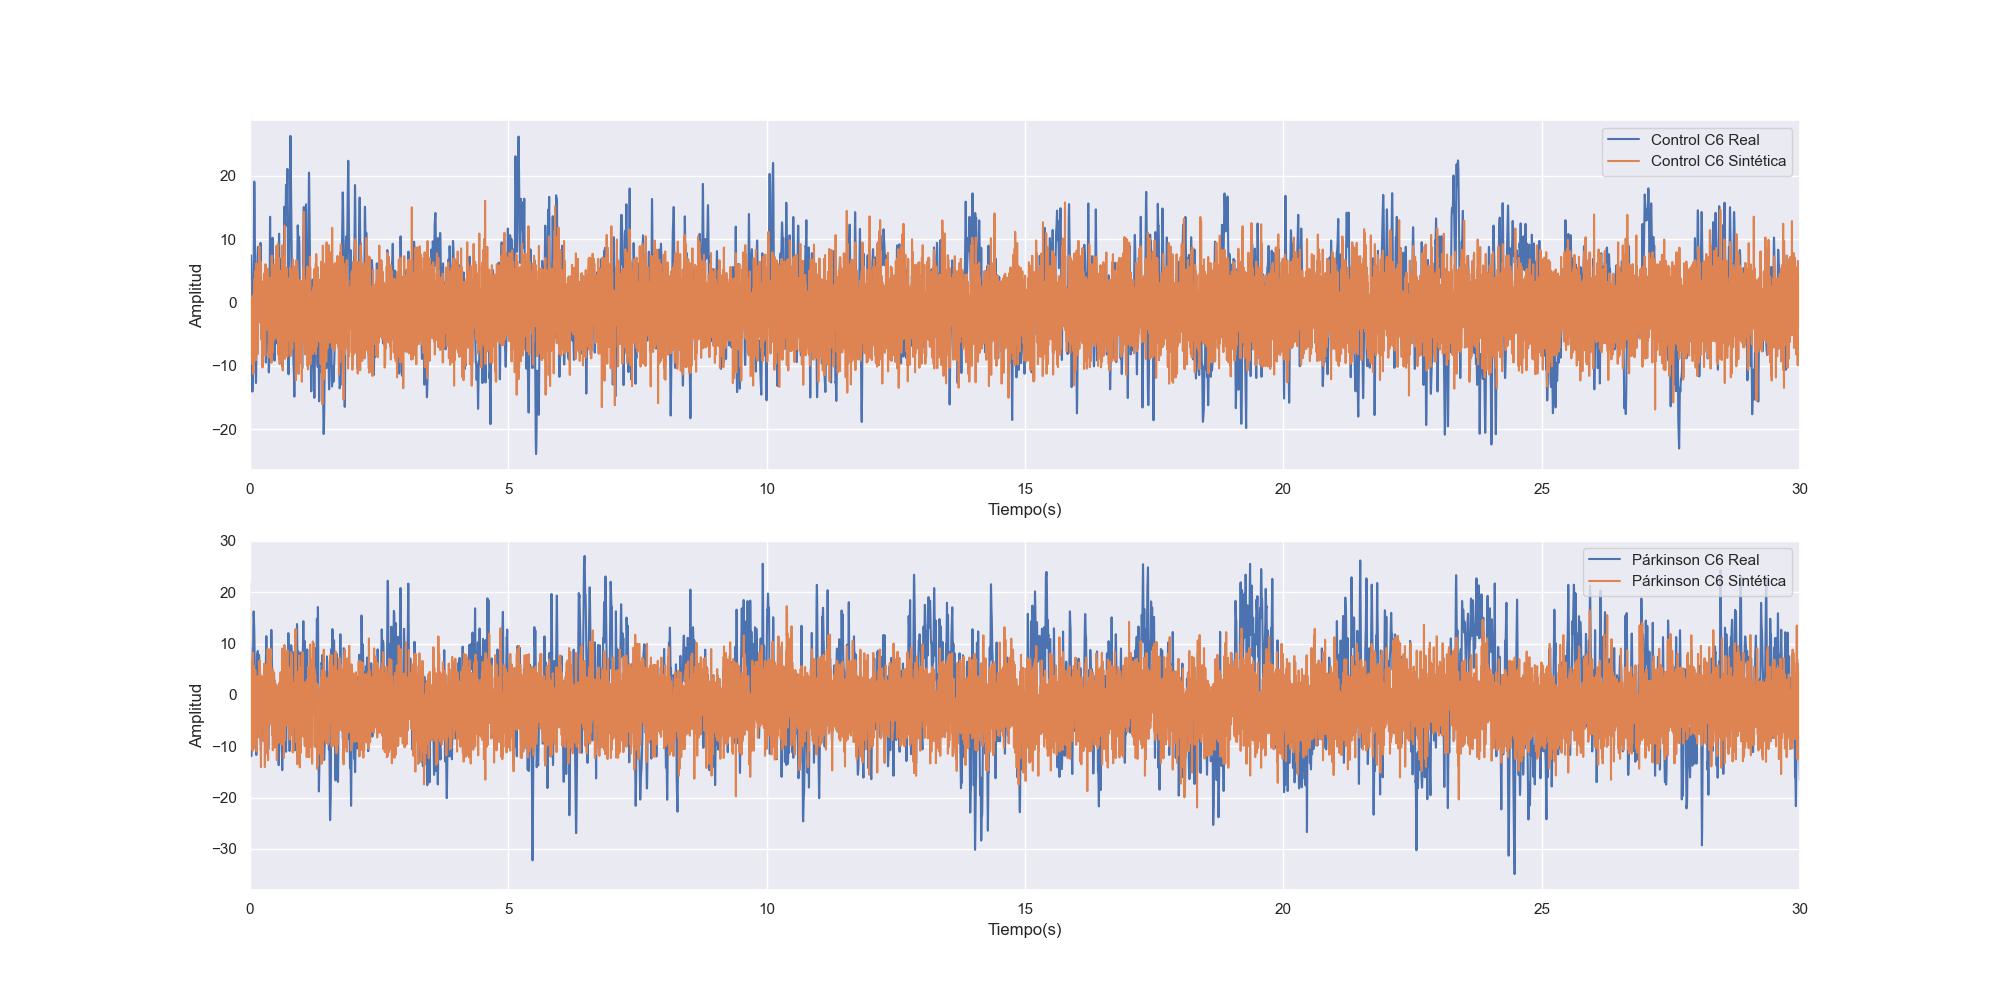 Control C6 Real
Control C6 Sintética
20
10
0
−10
−20
Amplitud
0 5 10 15 20 25 30
Tiempo(s)
Párkinson C6 Real
Párkinson C6 Sintética
30
20
10
0
−10
−20
−30
Amplitud
0 5 10 15 20 25 30
Tiempo(s)